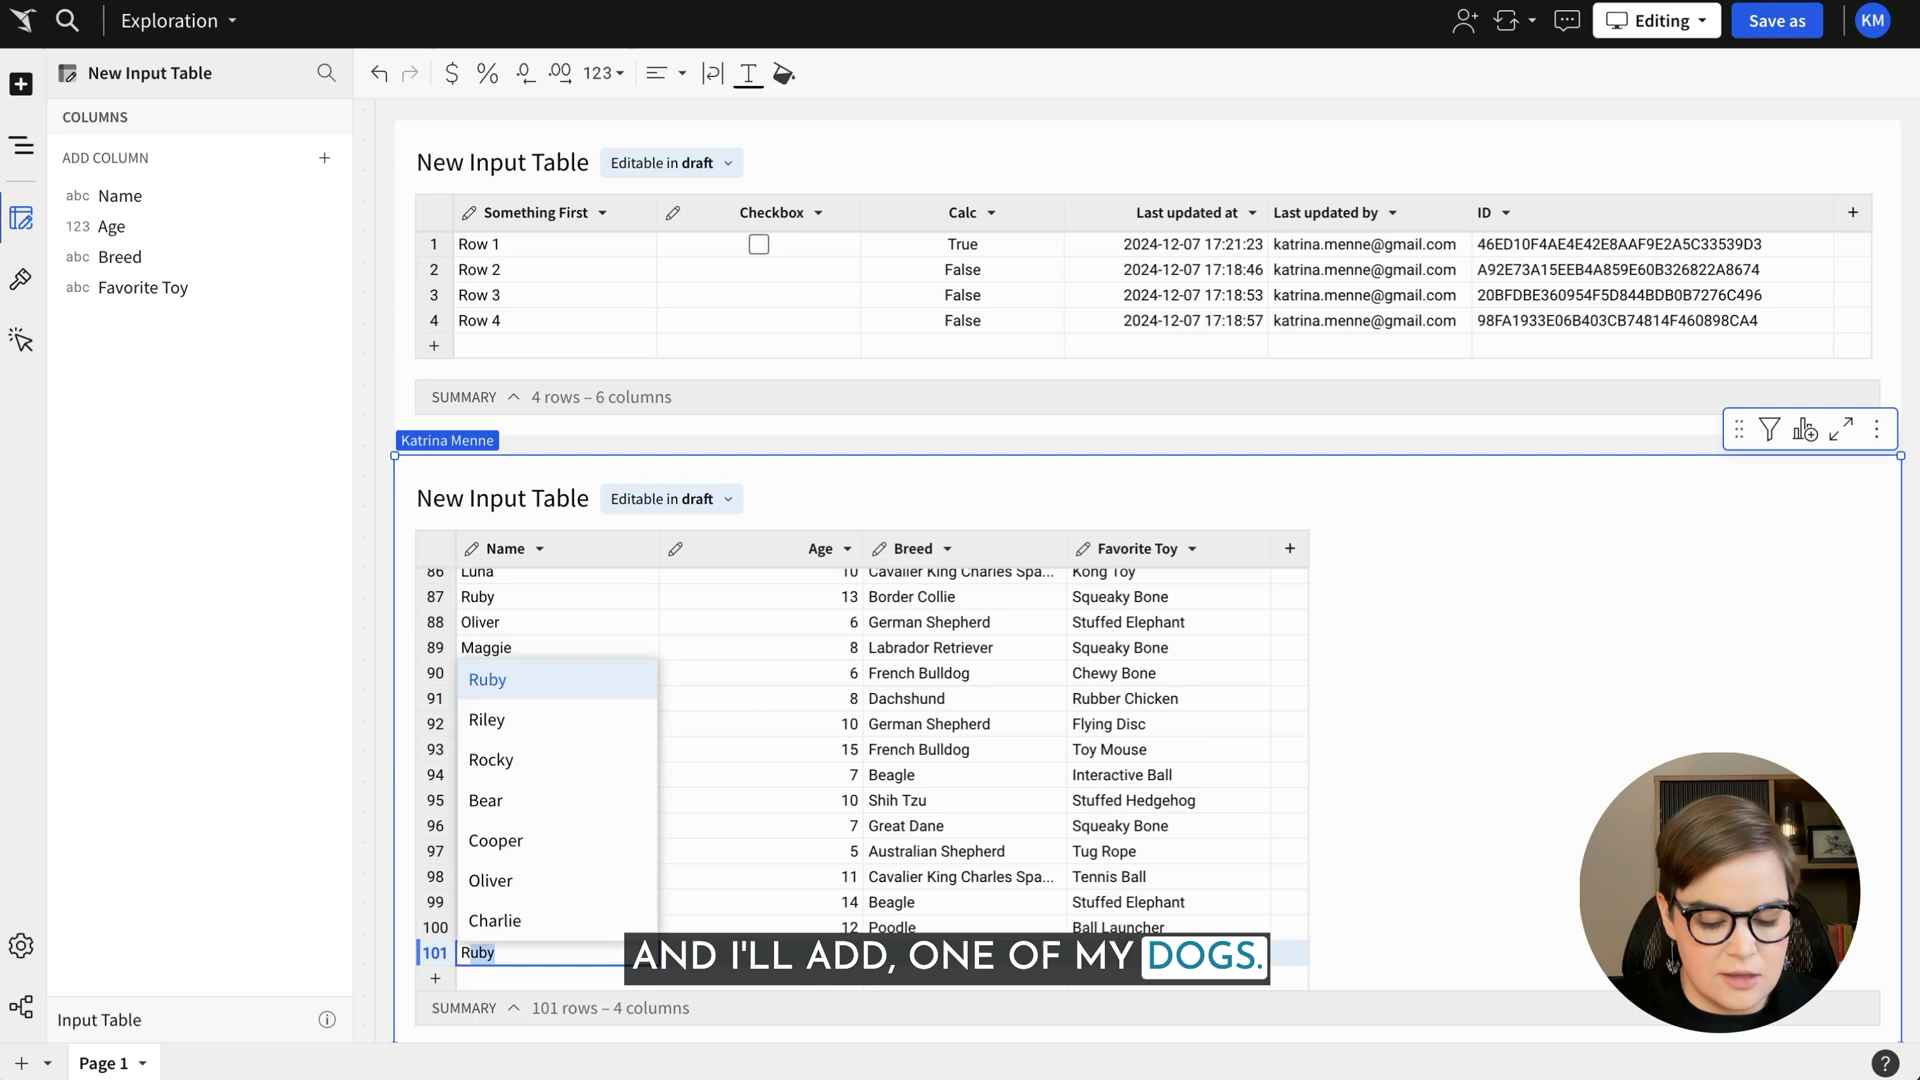 Exploration
Editing
Save as
KM
New Input Table
123
COLUMNS
ADD COLUMN
abc Name
123 Age
abc Breed
abc Favorite Toy
New Input Table Editable in draft
Something First Checkbox Calc Last updated at Last updated by ID
1 Row 1 True 2024-12-07 17:21:23 katrina.menne@gmail.com 46ED10F4AE4E42E8AAF9E2A5C33539D3
2 Row 2 False 2024-12-07 17:18:46 katrina.menne@gmail.com A92E73A15EEB4A859E60B326822A8674
3 Row 3 False 2024-12-07 17:18:53 katrina.menne@gmail.com 20BFDBE360954F5D844BDB0B7276C496
4 Row 4 False 2024-12-07 17:18:57 katrina.menne@gmail.com 98FA1933E06B403CB74814F460898CA4
SUMMARY 4 rows – 6 columns
Katrina Menne
New Input Table Editable in draft
Name Age Breed Favorite Toy
86 Luna 10 Cavalier King Charles Spa... Kong Toy
87 Ruby 13 Border Collie Squeaky Bone
88 Oliver 6 German Shepherd Stuffed Elephant
89 Maggie 8 Labrador Retriever Squeaky Bone
90 6 French Bulldog Chewy Bone
91 8 Dachshund Rubber Chicken
92 10 German Shepherd Flying Disc
93 15 French Bulldog Toy Mouse
94 7 Beagle Interactive Ball
95 10 Shih Tzu Stuffed Hedgehog
96 7 Great Dane Squeaky Bone
97 5 Australian Shepherd Tug Rope
98 11 Cavalier King Charles Spa... Tennis Ball
99 14 Beagle Stuffed Elephant
100 12 Poodle Ball Launcher
101 Ruby
Ruby
Riley
Rocky
Bear
Cooper
Oliver
Charlie
AND I'LL ADD, ONE OF MY DOGS.
SUMMARY 101 rows – 4 columns
Input Table
Page 1